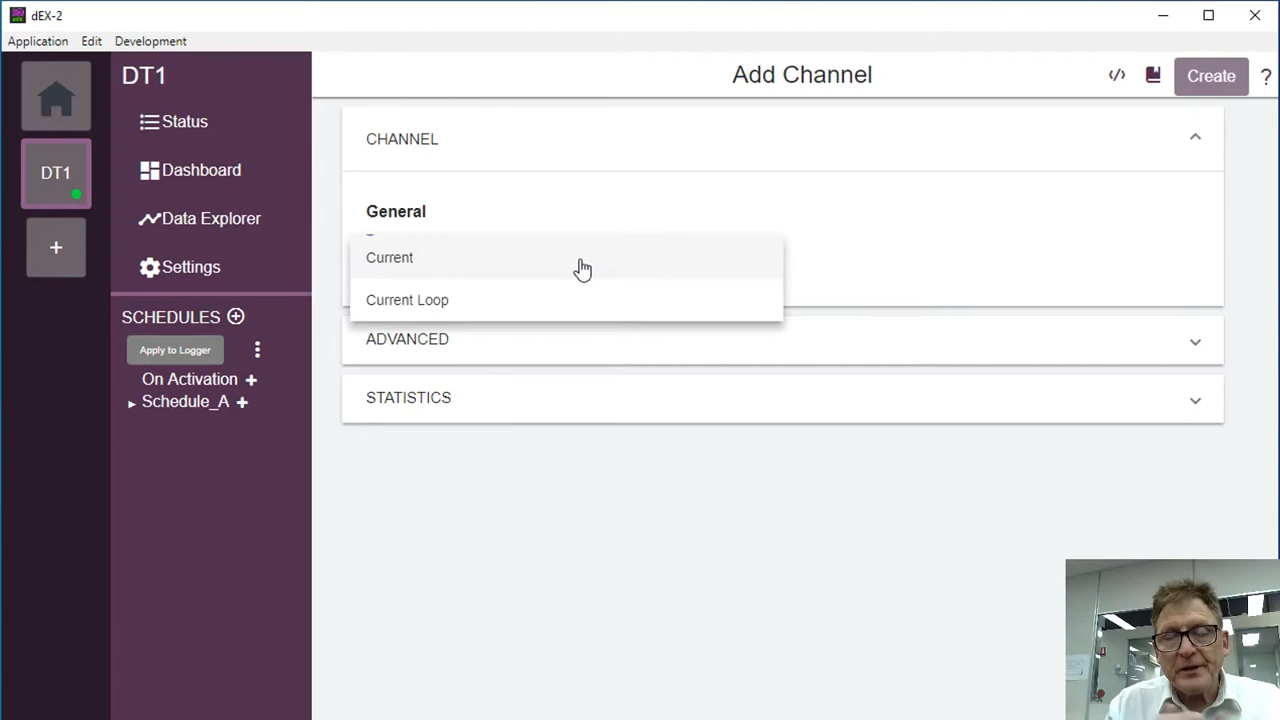 dEX-2
Application Edit Development
DT1
Add Channel
Create
?
DT1
+
Status
Dashboard
Data Explorer
Settings
SCHEDULES
Apply to Logger
On Activation +
Schedule_A +
CHANNEL
General
Current
Current Loop
ADVANCED
STATISTICS